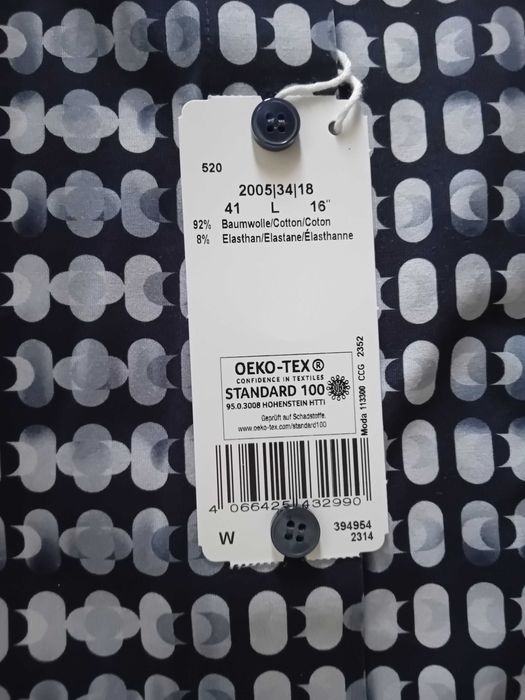 520
2005|34|18
41 L 16"
92% Baumwolle/Cotton/Coton
8% Elasthan/Elastane/Élasthanne
OEKO-TEX®
CONFIDENCE IN TEXTILES
STANDARD 100
95.0.3008 HOHENSTEIN HTTI
Geprüft auf Schadstoffe.
www.oeko-tex.com/standard100
Moda 113300 CCG 2352
4 066425 432990
W
394954
2314